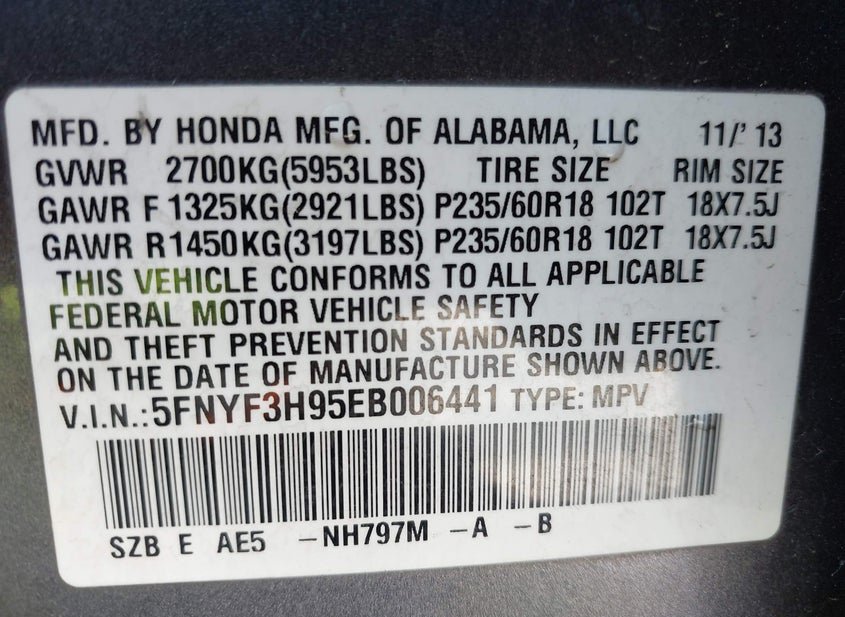 MFD. BY HONDA MFG. OF ALABAMA, LLC 11/' 13
GVWR 2700KG(5953LBS) TIRE SIZE RIM SIZE
GAWR F 1325KG(2921LBS) P235/60R18 102T 18X7.5J
GAWR R1450KG(3197LBS) P235/60R18 102T 18X7.5J
THIS VEHICLE CONFORMS TO ALL APPLICABLE
FEDERAL MOTOR VEHICLE SAFETY
AND THEFT PREVENTION STANDARDS IN EFFECT
ON THE DATE OF MANUFACTURE SHOWN ABOVE.
V.I.N.:5FNYF3H95EB006441 TYPE: MPV
SZB E AE5 -NH797M -A -B